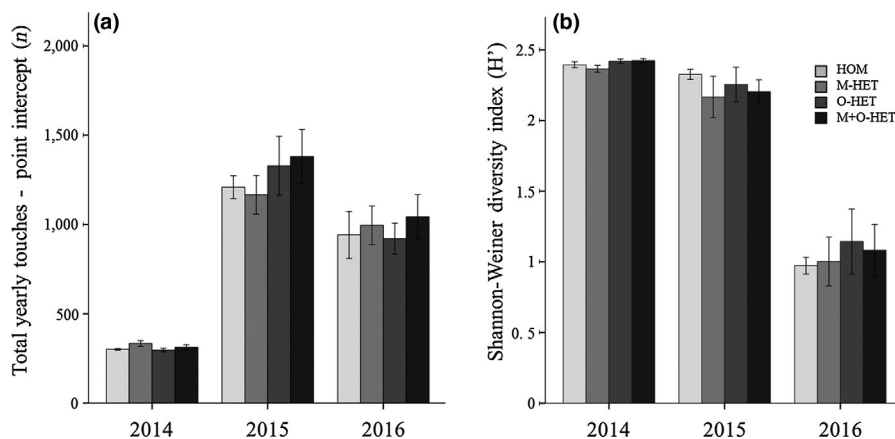 (a)
Total yearly touches - point intercept (n)
2,000
1,500
1,000
500
0
2014 2015 2016
(b)
Shannon-Weiner diversity index (H')
2.5
2
1.5
1
0.5
0
HOM
M-HET
O-HET
M+O-HET
2014 2015 2016